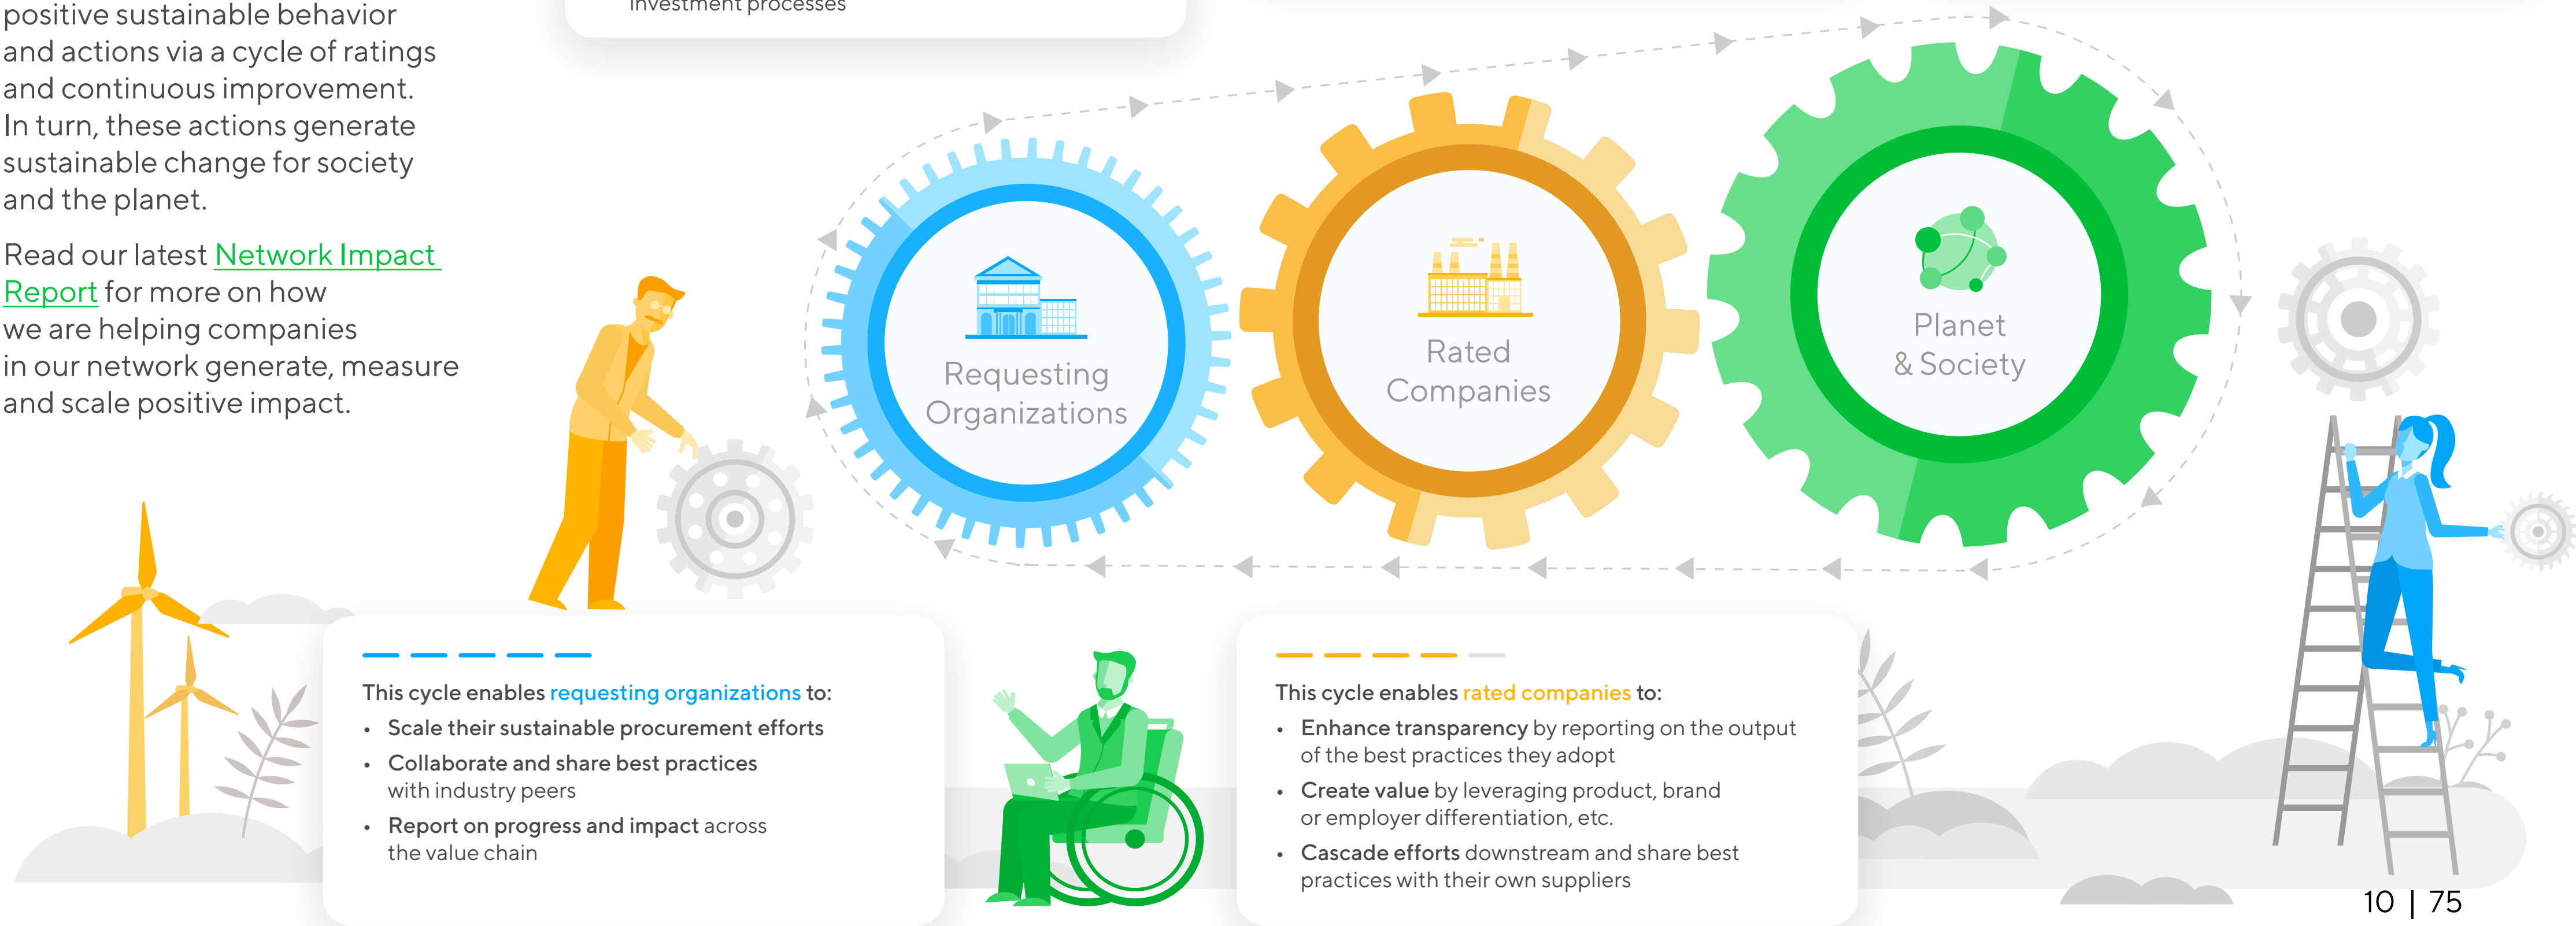 positive sustainable behavior
and actions via a cycle of ratings
and continuous improvement.
In turn, these actions generate
sustainable change for society
and the planet.
Read our latest Network Impact
Report for more on how
we are helping companies
in our network generate, measure
and scale positive impact.
investment processes
Requesting
Organizations
Rated
Companies
Planet
& Society
This cycle enables requesting organizations to:
• Scale their sustainable procurement efforts
• Collaborate and share best practices
with industry peers
• Report on progress and impact across
the value chain
This cycle enables rated companies to:
• Enhance transparency by reporting on the output
of the best practices they adopt
• Create value by leveraging product, brand
or employer differentiation, etc.
• Cascade efforts downstream and share best
practices with their own suppliers
10 | 75